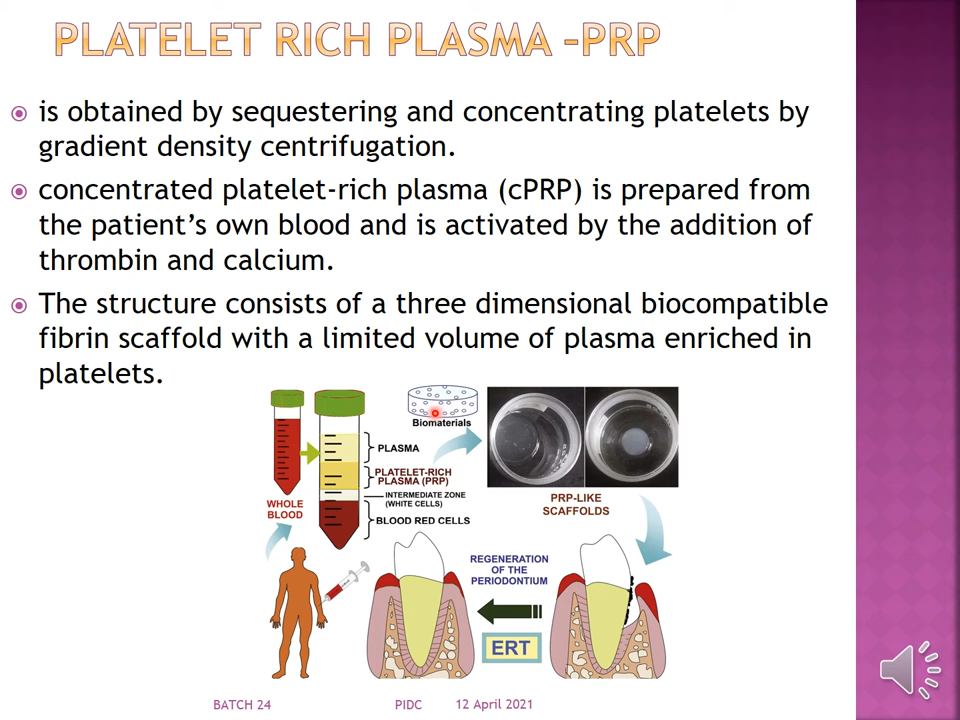 PLATELET RICH PLASMA –PRP
is obtained by sequestering and concentrating platelets by
gradient density centrifugation.
concentrated platelet-rich plasma (cPRP) is prepared from
the patient’s own blood and is activated by the addition of
thrombin and calcium.
The structure consists of a three dimensional biocompatible
fibrin scaffold with a limited volume of plasma enriched in
platelets.
Biomaterials
PLASMA
PLATELET-RICH
PLASMA (PRP)
INTERMEDIATE ZONE
(WHITE CELLS)
BLOOD RED CELLS
WHOLE
BLOOD
PRP-LIKE
SCAFFOLDS
REGENERATION
OF THE
PERIODONTIUM
ERT
BATCH 24
PIDC
12 April 2021